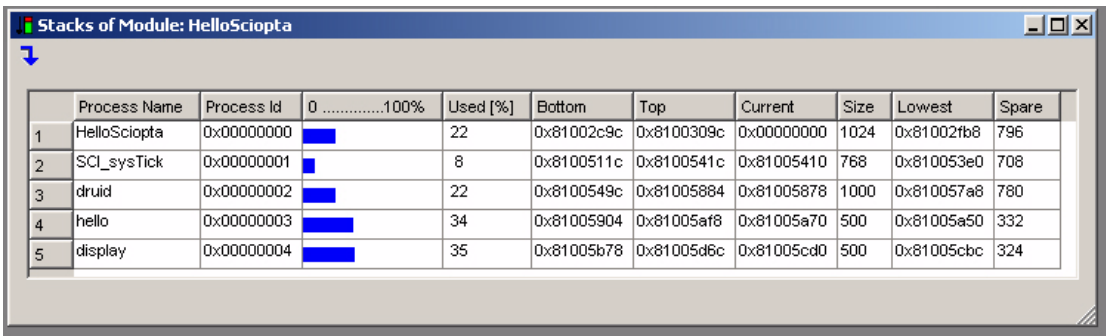 Stacks of Module: HelloSciopta
Process Name Process Id 0 ..............100% Used [%] Bottom Top Current Size Lowest Spare
1 HelloSciopta 0x00000000 22 0x81002c9c 0x8100309c 0x00000000 1024 0x81002fb8 796
2 SCI_sysTick 0x00000001 8 0x8100511c 0x8100541c 0x81005410 768 0x810053e0 708
3 druid 0x00000002 22 0x8100549c 0x81005884 0x81005878 1000 0x810057a8 780
4 hello 0x00000003 34 0x81005904 0x81005af8 0x81005a70 500 0x81005a50 332
5 display 0x00000004 35 0x81005b78 0x81005d6c 0x81005cd0 500 0x81005cbc 324